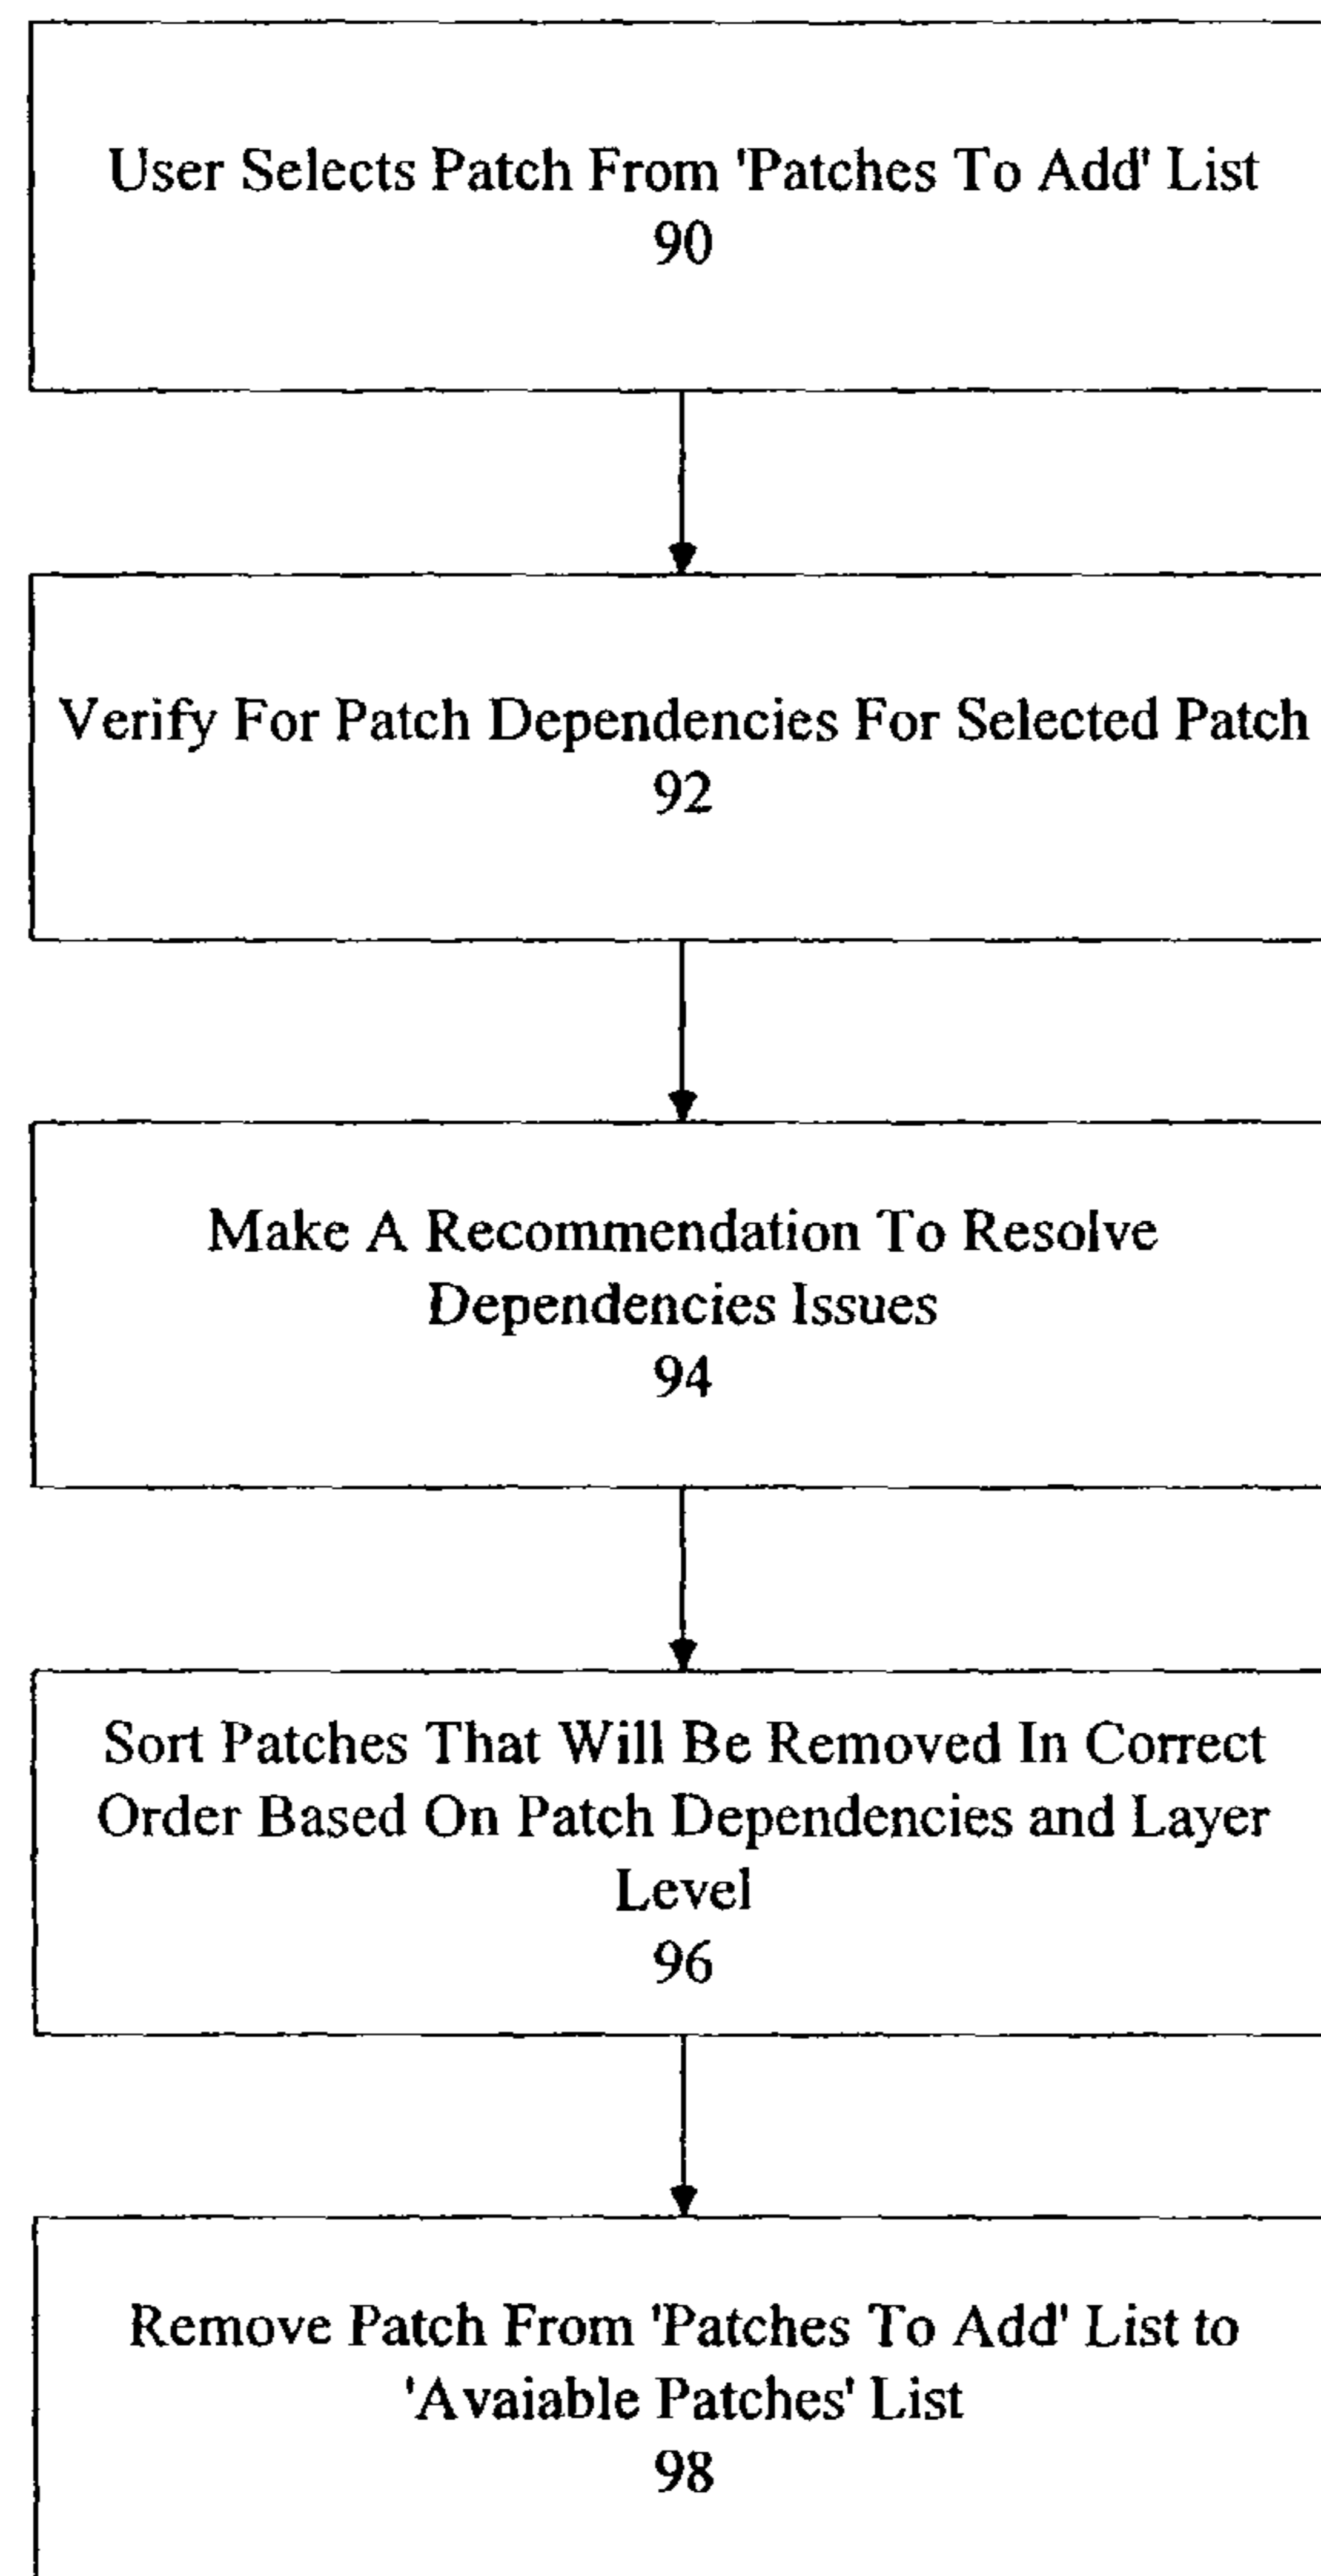 User Selects Patch From 'Patches To Add' List
90
Verify For Patch Dependencies For Selected Patch
92
Make A Recommendation To Resolve
Dependencies Issues
94
Sort Patches That Will Be Removed In Correct
Order Based On Patch Dependencies and Layer
Level
96
Remove Patch From 'Patches To Add' List to
'Avaiable Patches' List
98